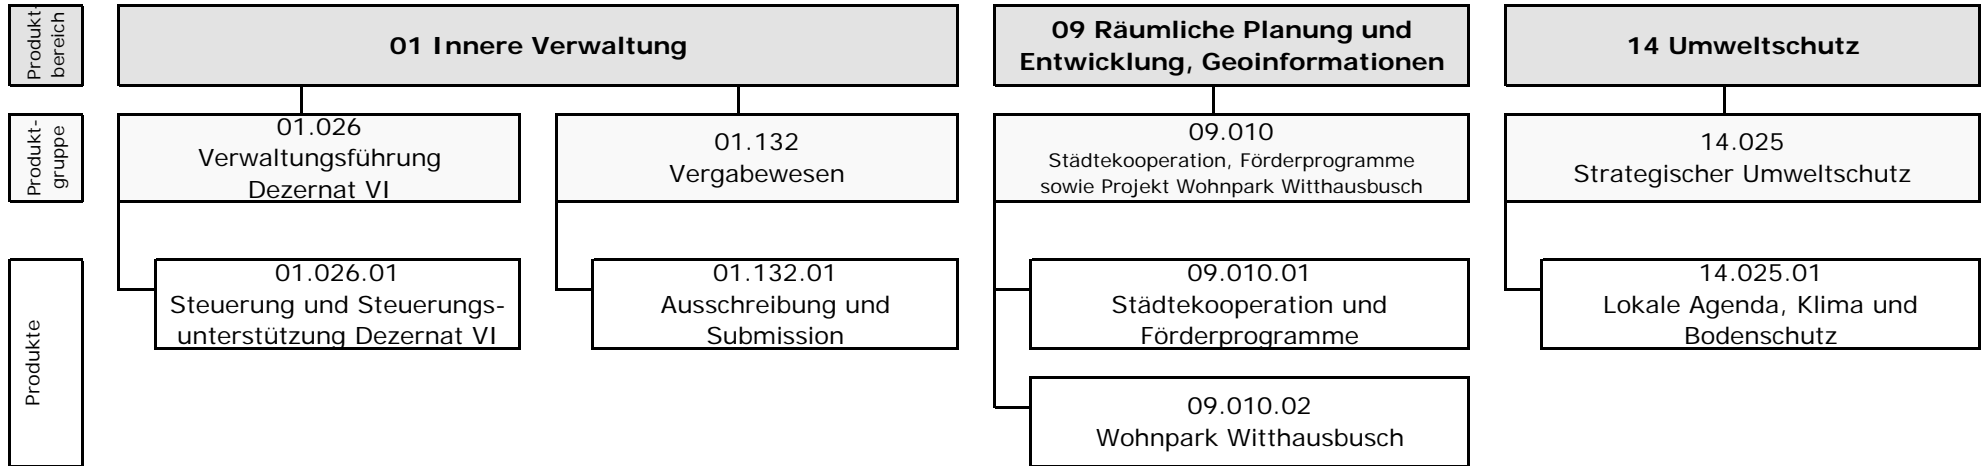 Produkt-
bereich
01 Innere Verwaltung
09 Räumliche Planung und
Entwicklung, Geoinformationen
14 Umweltschutz
Produkt-
gruppe
01.026
Verwaltungsführung
Dezernat VI
01.132
Vergabewesen
09.010
Städtekooperation, Förderprogramme
sowie Projekt Wohnpark Witthausbusch
14.025
Strategischer Umweltschutz
Produkte
01.026.01
Steuerung und Steuerungs-
unterstützung Dezernat VI
01.132.01
Ausschreibung und
Submission
09.010.01
Städtekooperation und
Förderprogramme
14.025.01
Lokale Agenda, Klima und
Bodenschutz
09.010.02
Wohnpark Witthausbusch